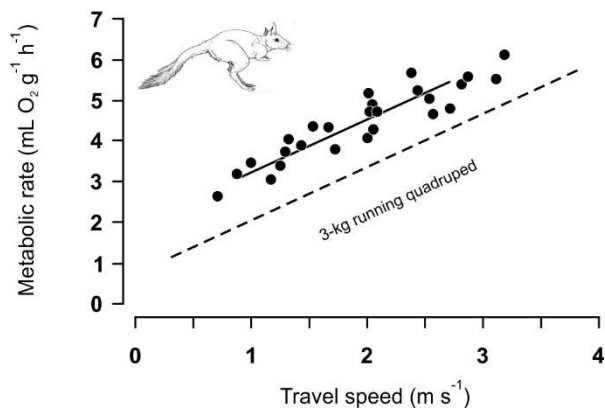 7
6
5
4
3
2
1
0
Metabolic rate (mL O₂ g⁻¹ h⁻¹)
3-kg running quadruped
0 1 2 3 4
Travel speed (m s⁻¹)